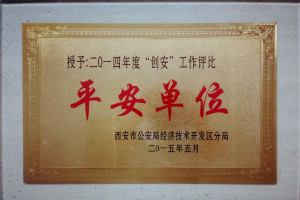 授予:二〇一四年度“创安”工作评比
平安单位
西安市公安局经济技术开发区分局
二〇一五年五月